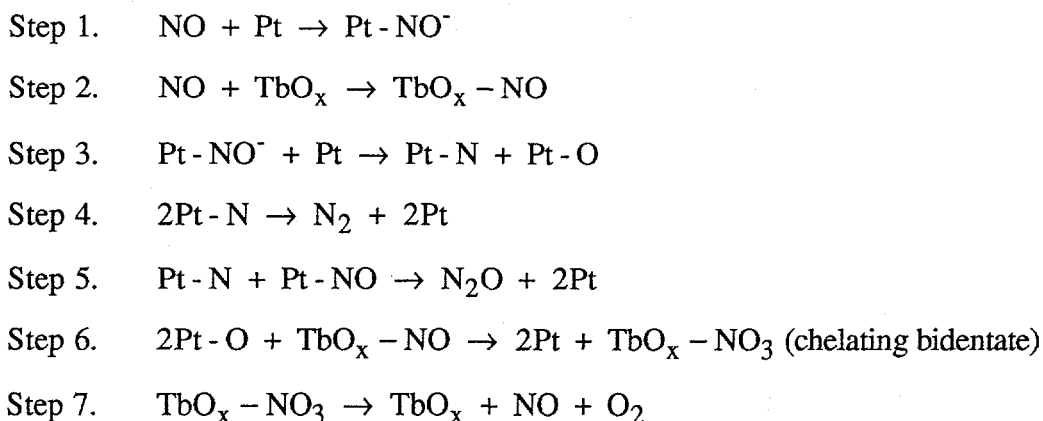 Step 1. NO + Pt → Pt - NO⁻
Step 2. NO + TbOₓ → TbOₓ – NO
Step 3. Pt - NO⁻ + Pt → Pt - N + Pt - O
Step 4. 2Pt - N → N₂ + 2Pt
Step 5. Pt - N + Pt - NO → N₂O + 2Pt
Step 6. 2Pt - O + TbOₓ – NO → 2Pt + TbOₓ – NO₃ (chelating bidentate)
Step 7. TbOₓ – NO₃ → TbOₓ + NO + O₂